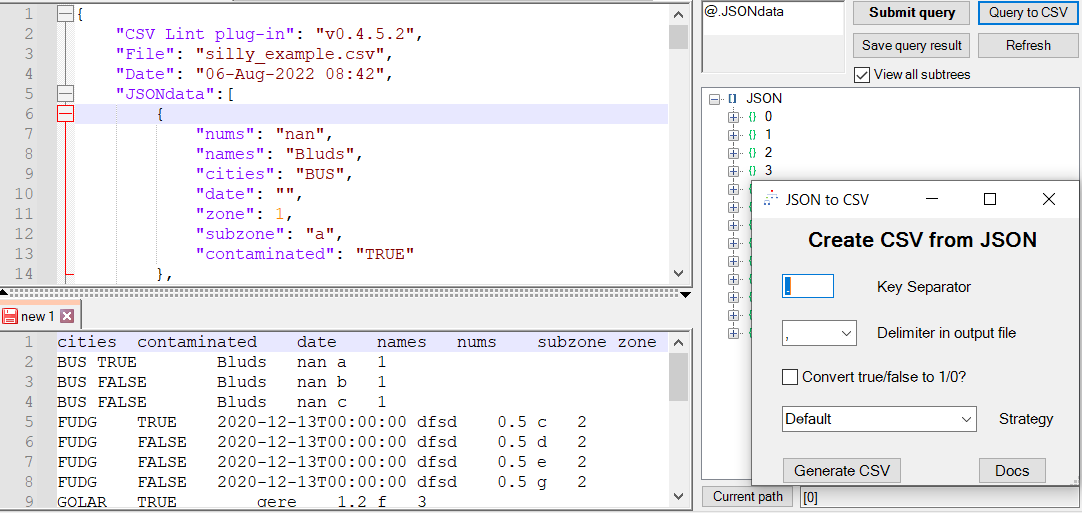 1 {
2 "CSV Lint plug-in": "v0.4.5.2",
3 "File": "silly_example.csv",
4 "Date": "06-Aug-2022 08:42",
5 "JSONdata":[
6 {
7 "nums": "nan",
8 "names": "Bluds",
9 "cities": "BUS",
10 "date": "",
11 "zone": 1,
12 "subzone": "a",
13 "contaminated": "TRUE"
14 },
new 1
1 cities contaminated date names nums subzone zone
2 BUS TRUE Bluds nan a 1
3 BUS FALSE Bluds nan b 1
4 BUS FALSE Bluds nan c 1
5 FUDG TRUE 2020-12-13T00:00:00 dfsd 0.5 c 2
6 FUDG FALSE 2020-12-13T00:00:00 dfsd 0.5 d 2
7 FUDG FALSE 2020-12-13T00:00:00 dfsd 0.5 e 2
8 FUDG FALSE 2020-12-13T00:00:00 dfsd 0.5 g 2
9 GOLAR TRUE qere 1.2 f 3
@.JSONdata
Submit query Query to CSV
Save query result Refresh
View all subtrees
[] JSON
{} 0
{} 1
{} 2
{} 3
JSON to CSV
Create CSV from JSON
. Key Separator
, Delimiter in output file
Convert true/false to 1/0?
Default Strategy
Generate CSV Docs
Current path [0]